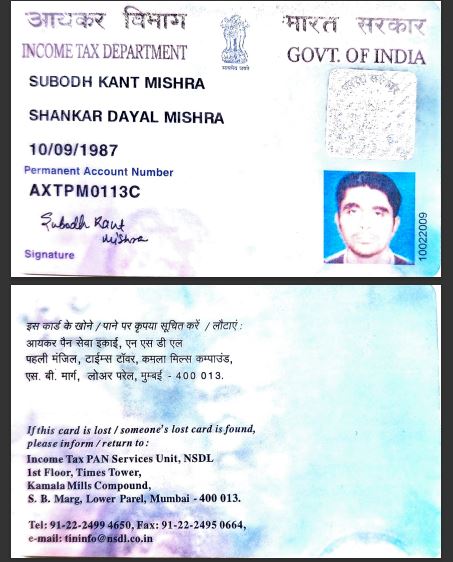 आयकर विभाग
INCOME TAX DEPARTMENT
भारत सरकार
GOVT. OF INDIA
सत्यमेव जयते
SUBODH KANT MISHRA
SHANKAR DAYAL MISHRA
10/09/1987
Permanent Account Number
AXTPM0113C
Subodh Kant
Mishra
Signature
10022009
इस कार्ड के खोने / पाने पर कृपया सूचित करें / लौटाएं :
आयकर पैन सेवा इकाई, एन एस डी एल
पहली मंजिल, टाईम्स टॉवर, कमला मिल्स कम्पाउंड,
एस. बी. मार्ग, लोअर परेल, मुम्बई - 400 013.
If this card is lost / someone's lost card is found,
please inform / return to :
Income Tax PAN Services Unit, NSDL
1st Floor, Times Tower,
Kamala Mills Compound,
S. B. Marg, Lower Parel, Mumbai - 400 013.
Tel: 91-22-2499 4650, Fax: 91-22-2495 0664,
e-mail: tininfo@nsdl.co.in